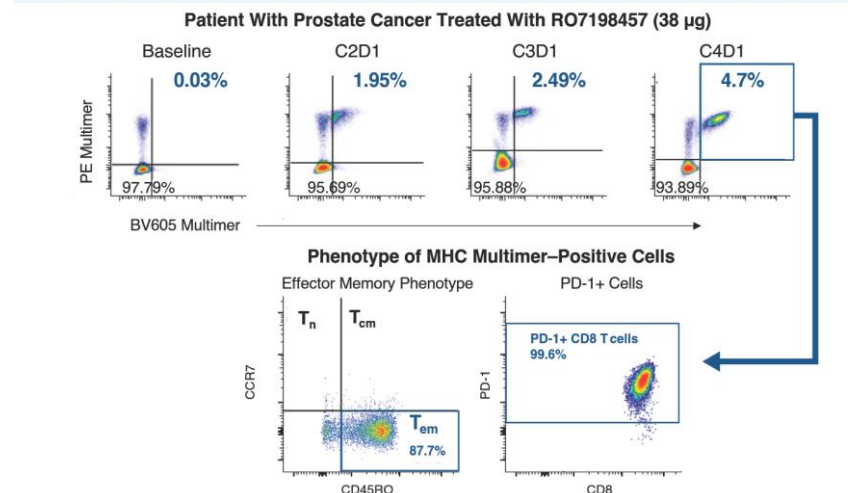 Patient With Prostate Cancer Treated With RO7198457 (38 µg)
Baseline
C2D1
C3D1
C4D1
0.03%
1.95%
2.49%
4.7%
PE Multimer
97.79%
95.69%
95.88%
93.89%
BV605 Multimer
Phenotype of MHC Multimer–Positive Cells
Effector Memory Phenotype
PD-1+ Cells
Tn
Tcm
CCR7
Tem
87.7%
CD45RO
PD-1
PD-1+ CD8 T cells
99.6%
CD8